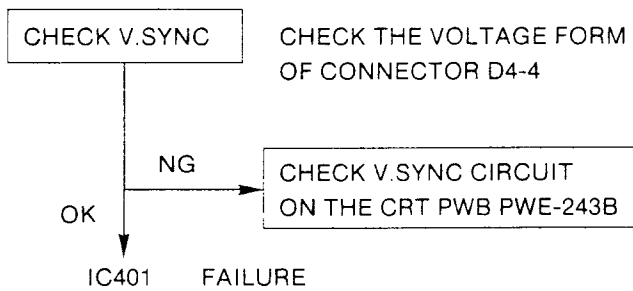 CHECK V.SYNC
CHECK THE VOLTAGE FORM
OF CONNECTOR D4-4
NG
CHECK V.SYNC CIRCUIT
ON THE CRT PWB PWE-243B
OK
IC401 FAILURE